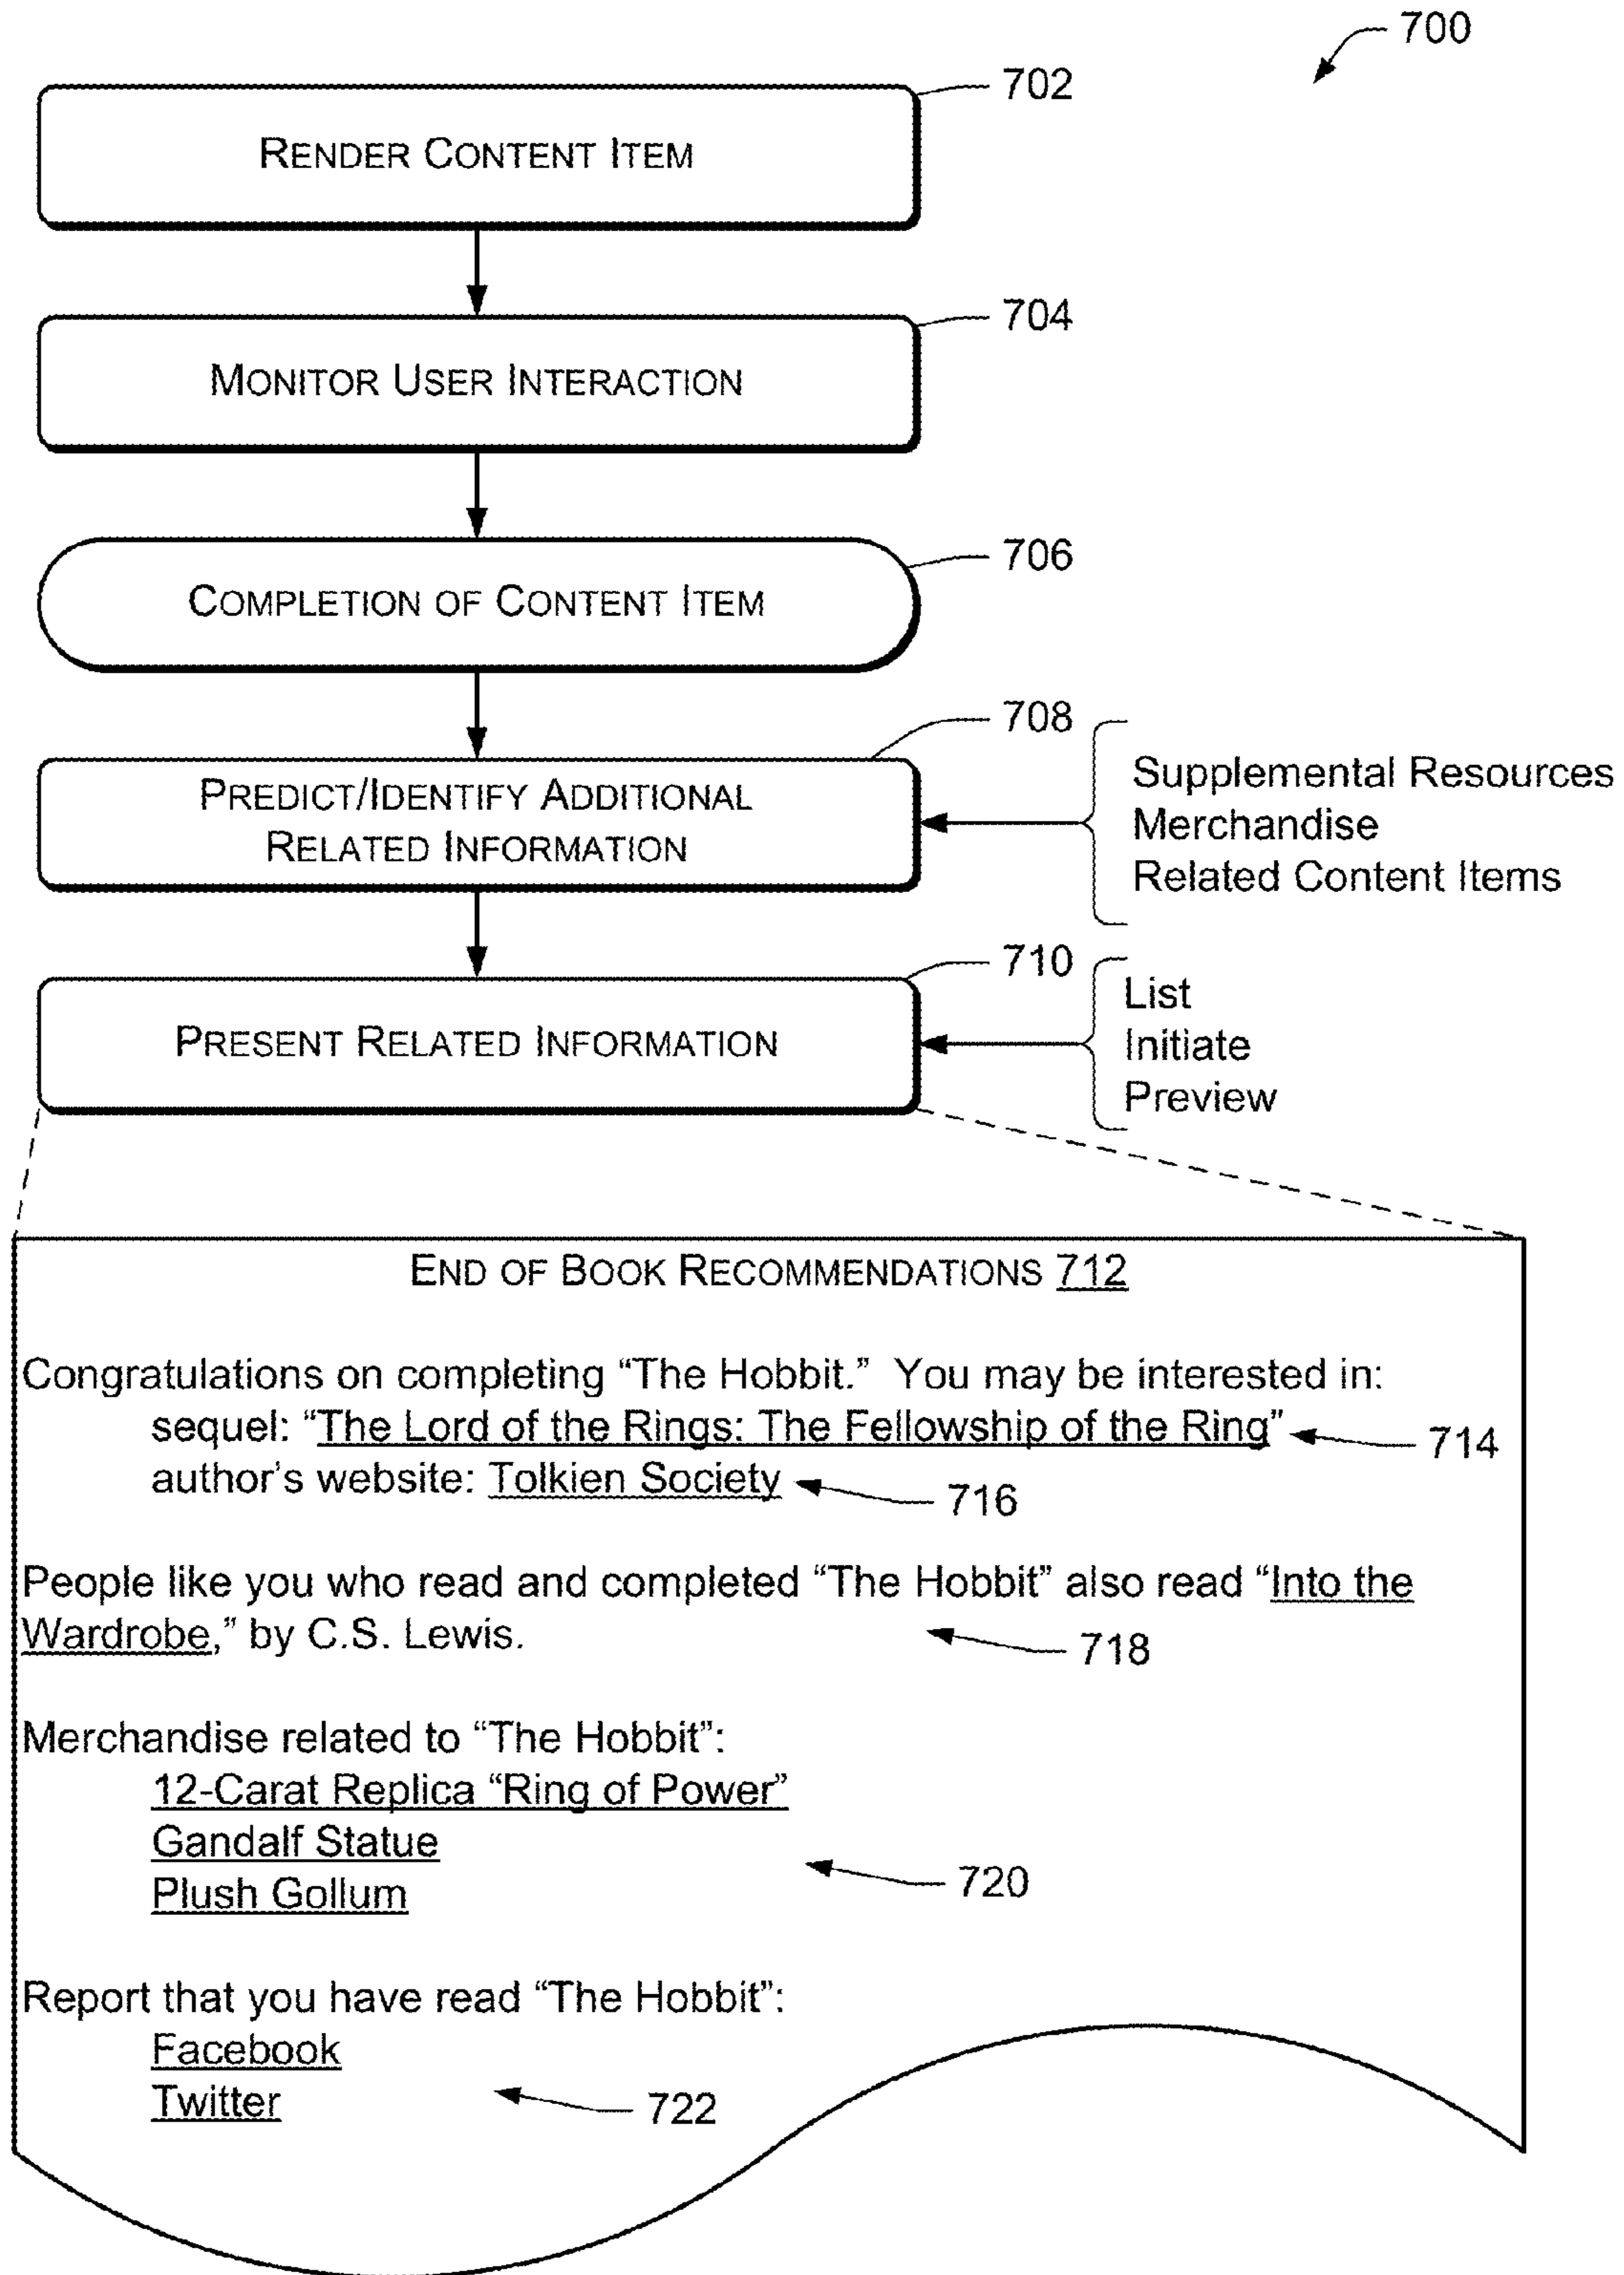 700
702
RENDER CONTENT ITEM
704
MONITOR USER INTERACTION
706
COMPLETION OF CONTENT ITEM
708
PREDICT/IDENTIFY ADDITIONAL
RELATED INFORMATION
Supplemental Resources
Merchandise
Related Content Items
710
PRESENT RELATED INFORMATION
List
Initiate
Preview
END OF BOOK RECOMMENDATIONS 712
Congratulations on completing “The Hobbit.” You may be interested in:
sequel: “The Lord of the Rings: The Fellowship of the Ring” 714
author’s website: Tolkien Society 716
People like you who read and completed “The Hobbit” also read “Into the
Wardrobe,” by C.S. Lewis. 718
Merchandise related to “The Hobbit”:
12-Carat Replica “Ring of Power”
Gandalf Statue
Plush Gollum
720
Report that you have read “The Hobbit”:
Facebook
Twitter
722